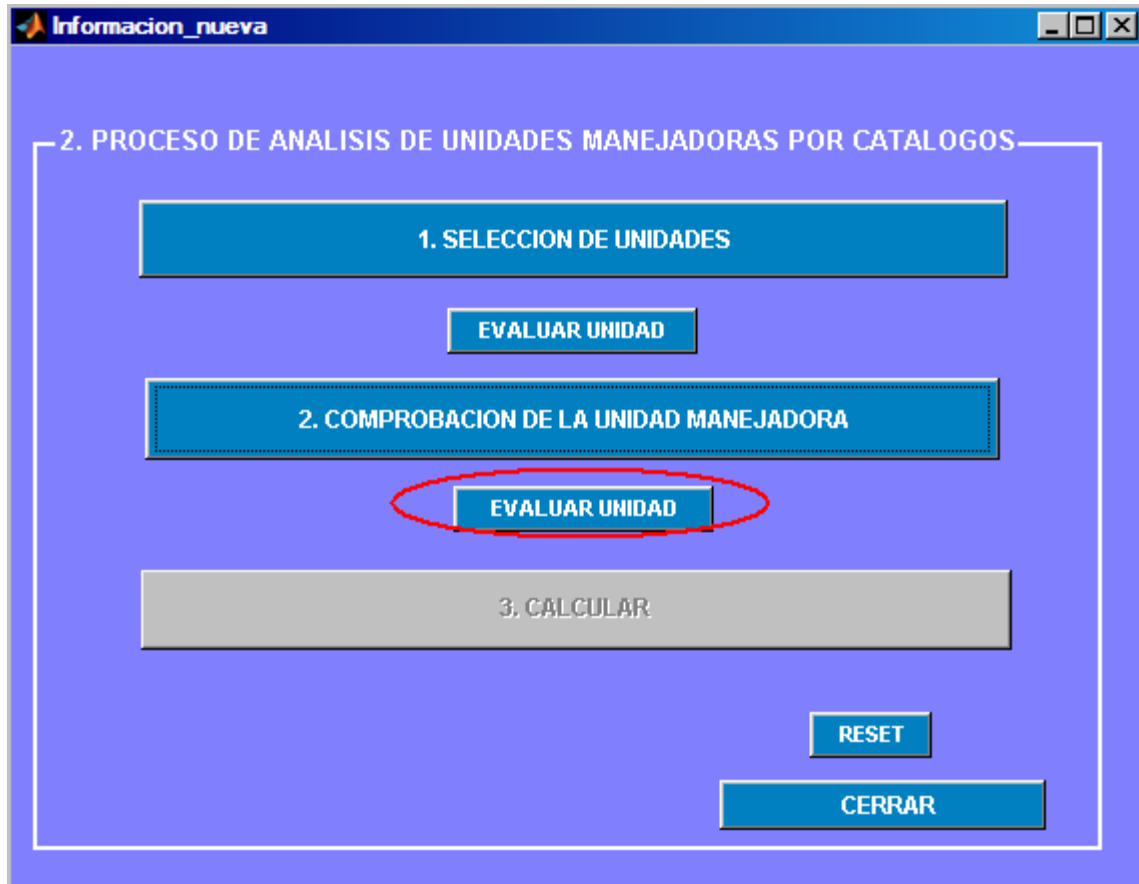 Informacion_nueva
2. PROCESO DE ANALISIS DE UNIDADES MANEJADORAS POR CATALOGOS
1. SELECCION DE UNIDADES
EVALUAR UNIDAD
2. COMPROBACION DE LA UNIDAD MANEJADORA
EVALUAR UNIDAD
3. CALCULAR
RESET
CERRAR